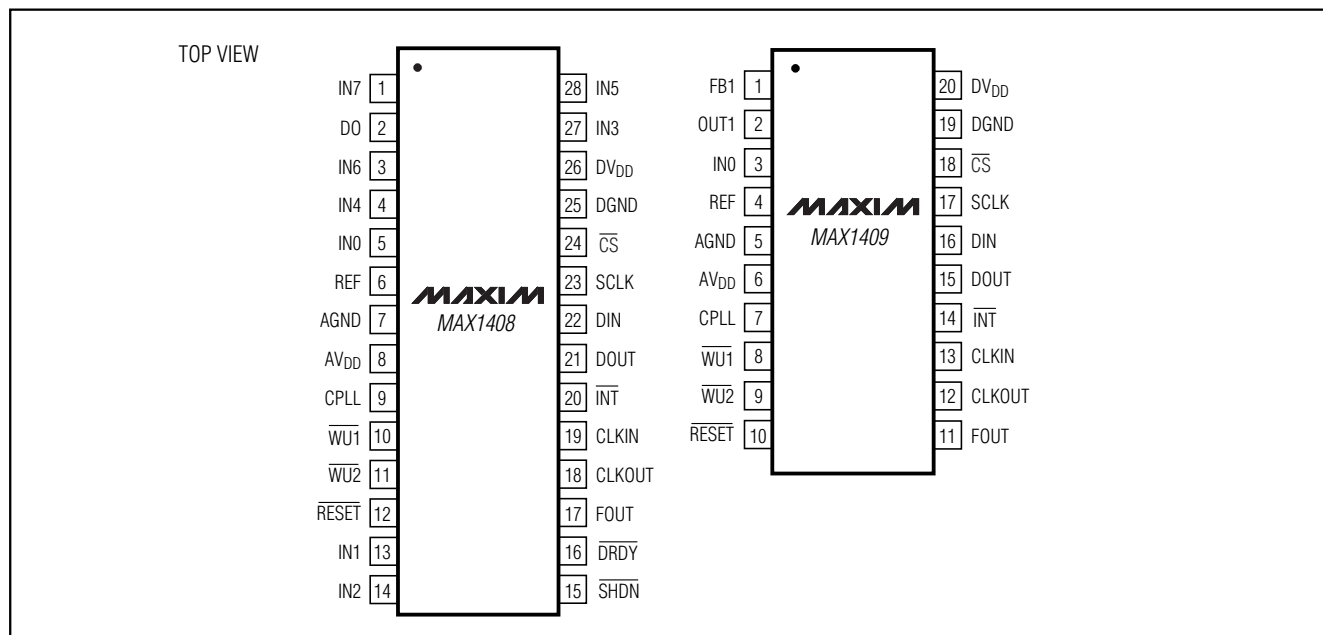 TOP VIEW
IN7 1
DO 2
IN6 3
IN4 4
IN0 5
REF 6
AGND 7
AVDD 8
CPLL 9
WU1 10
WU2 11
RESET 12
IN1 13
IN2 14
MAXIM
MAX1408
28 IN5
27 IN3
26 DVDD
25 DGND
24 CS
23 SCLK
22 DIN
21 DOUT
20 INT
19 CLKIN
18 CLKOUT
17 FOUT
16 DRDY
15 SHDN
FB1 1
OUT1 2
IN0 3
REF 4
AGND 5
AVDD 6
CPLL 7
WU1 8
WU2 9
RESET 10
MAXIM
MAX1409
20 DVDD
19 DGND
18 CS
17 SCLK
16 DIN
15 DOUT
14 INT
13 CLKIN
12 CLKOUT
11 FOUT